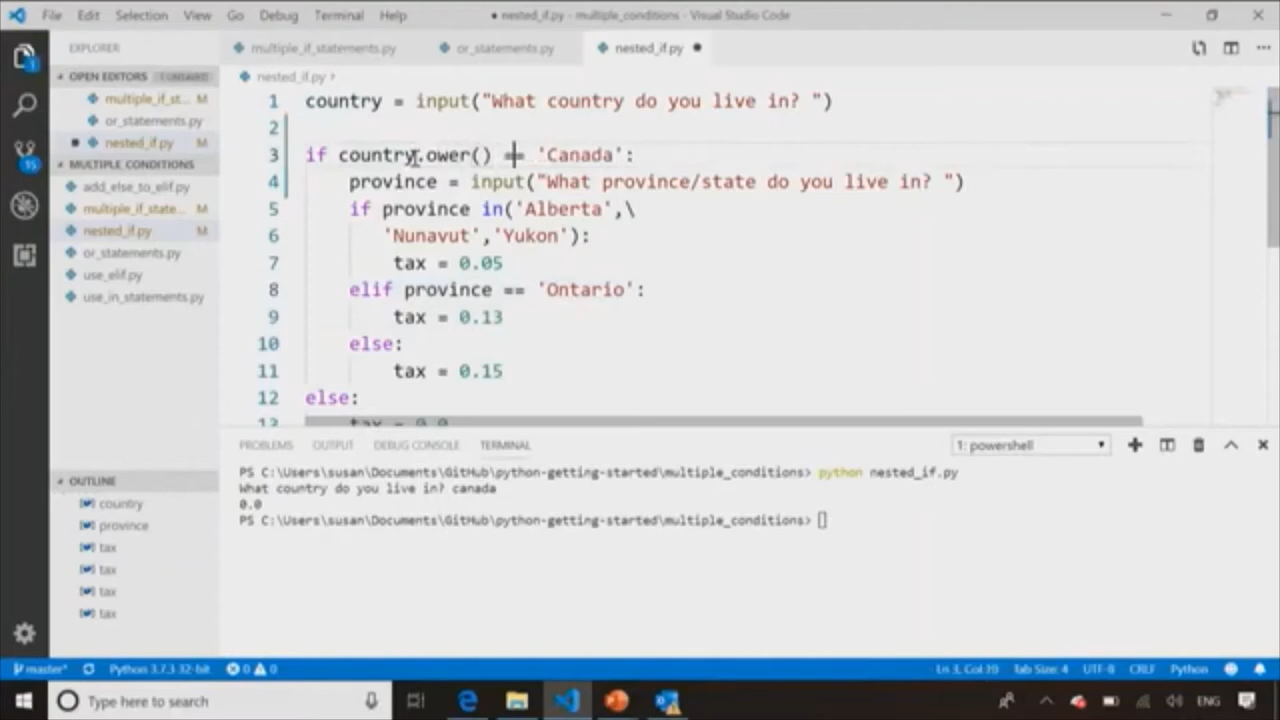 File Edit Selection View Go Debug Terminal Help
● nested_if.py - multiple_conditions - Visual Studio Code
EXPLORER
multiple_if_statements.py or_statements.py nested_if.py ●
OPEN EDITORS 1 UNSAVED
multiple_if_st... M
or_statements.py
● nested_if.py M
MULTIPLE CONDITIONS
add_else_to_elif.py
multiple_if_state... M
nested_if.py M
or_statements.py
use_elif.py
use_in_statements.py
OUTLINE
country
province
tax
tax
tax
tax
nested_if.py >
1 country = input("What country do you live in? ")
2
3 if country.ower() == 'Canada':
4 province = input("What province/state do you live in? ")
5 if province in('Alberta',\
6 'Nunavut','Yukon'):
7 tax = 0.05
8 elif province == 'Ontario':
9 tax = 0.13
10 else:
11 tax = 0.15
12 else:
13 tax = 0.0
PROBLEMS OUTPUT DEBUG CONSOLE TERMINAL
1: powershell
PS C:\Users\susan\Documents\GitHub\python-getting-started\multiple_conditions> python nested_if.py
What country do you live in? canada
0.0
PS C:\Users\susan\Documents\GitHub\python-getting-started\multiple_conditions>
master* Python 3.7.3 32-bit 0 0 Ln 3, Col 19 Tab Size: 4 UTF-8 CRLF Python
Type here to search
ENG